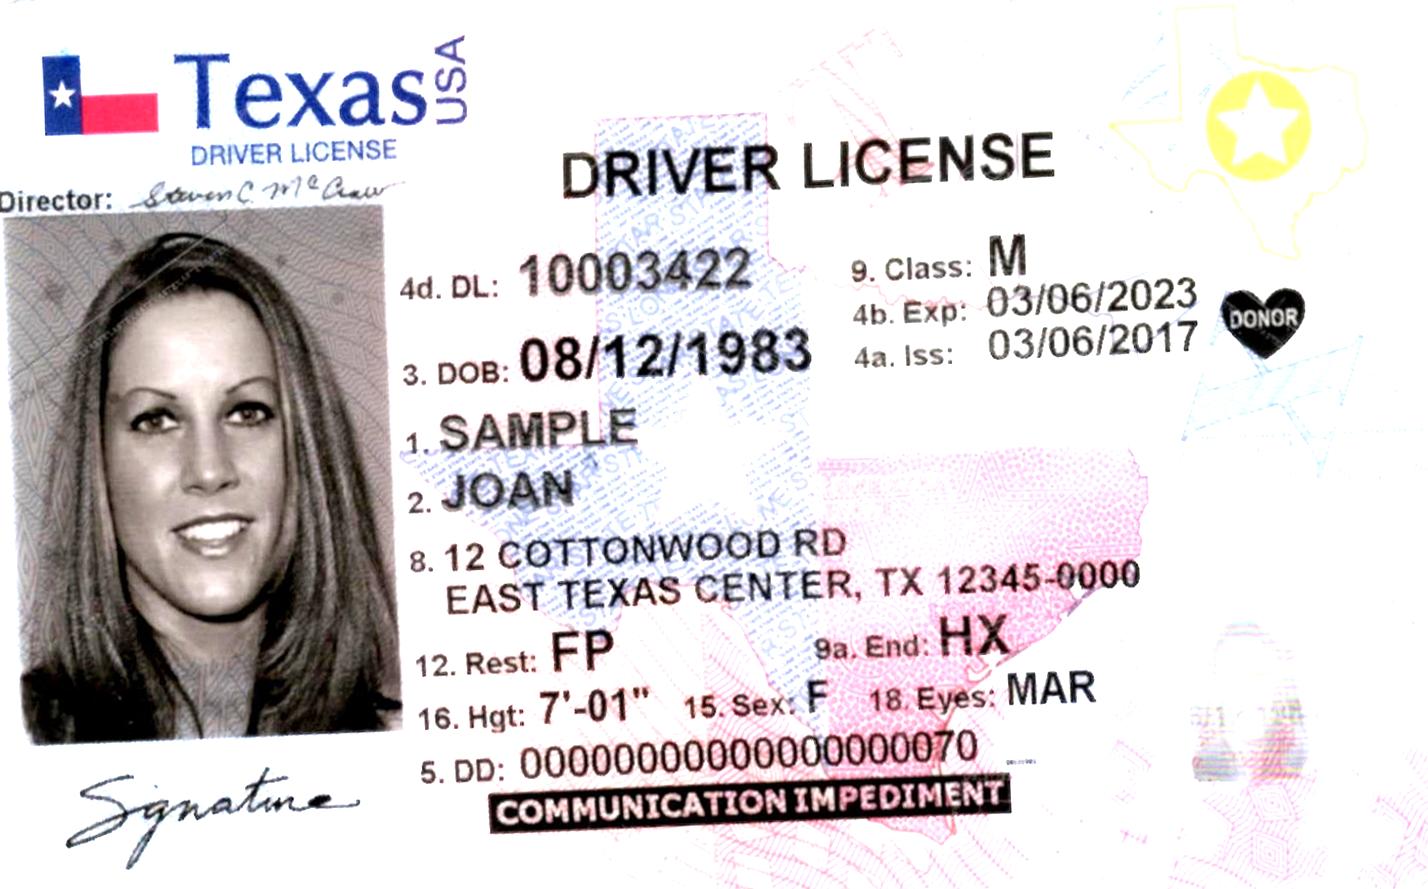 Texas USA
DRIVER LICENSE
Director: Steven C. McCraw
DRIVER LICENSE
4d. DL: 10003422
9. Class: M
4b. Exp: 03/06/2023
4a. Iss: 03/06/2017
DONOR
3. DOB: 08/12/1983
1. SAMPLE
2. JOAN
8. 12 COTTONWOOD RD
EAST TEXAS CENTER, TX 12345-0000
12. Rest: FP
9a. End: HX
16. Hgt: 7'-01" 15. Sex: F 18. Eyes: MAR
5. DD: 00000000000000000070
COMMUNICATION IMPEDIMENT
Signature